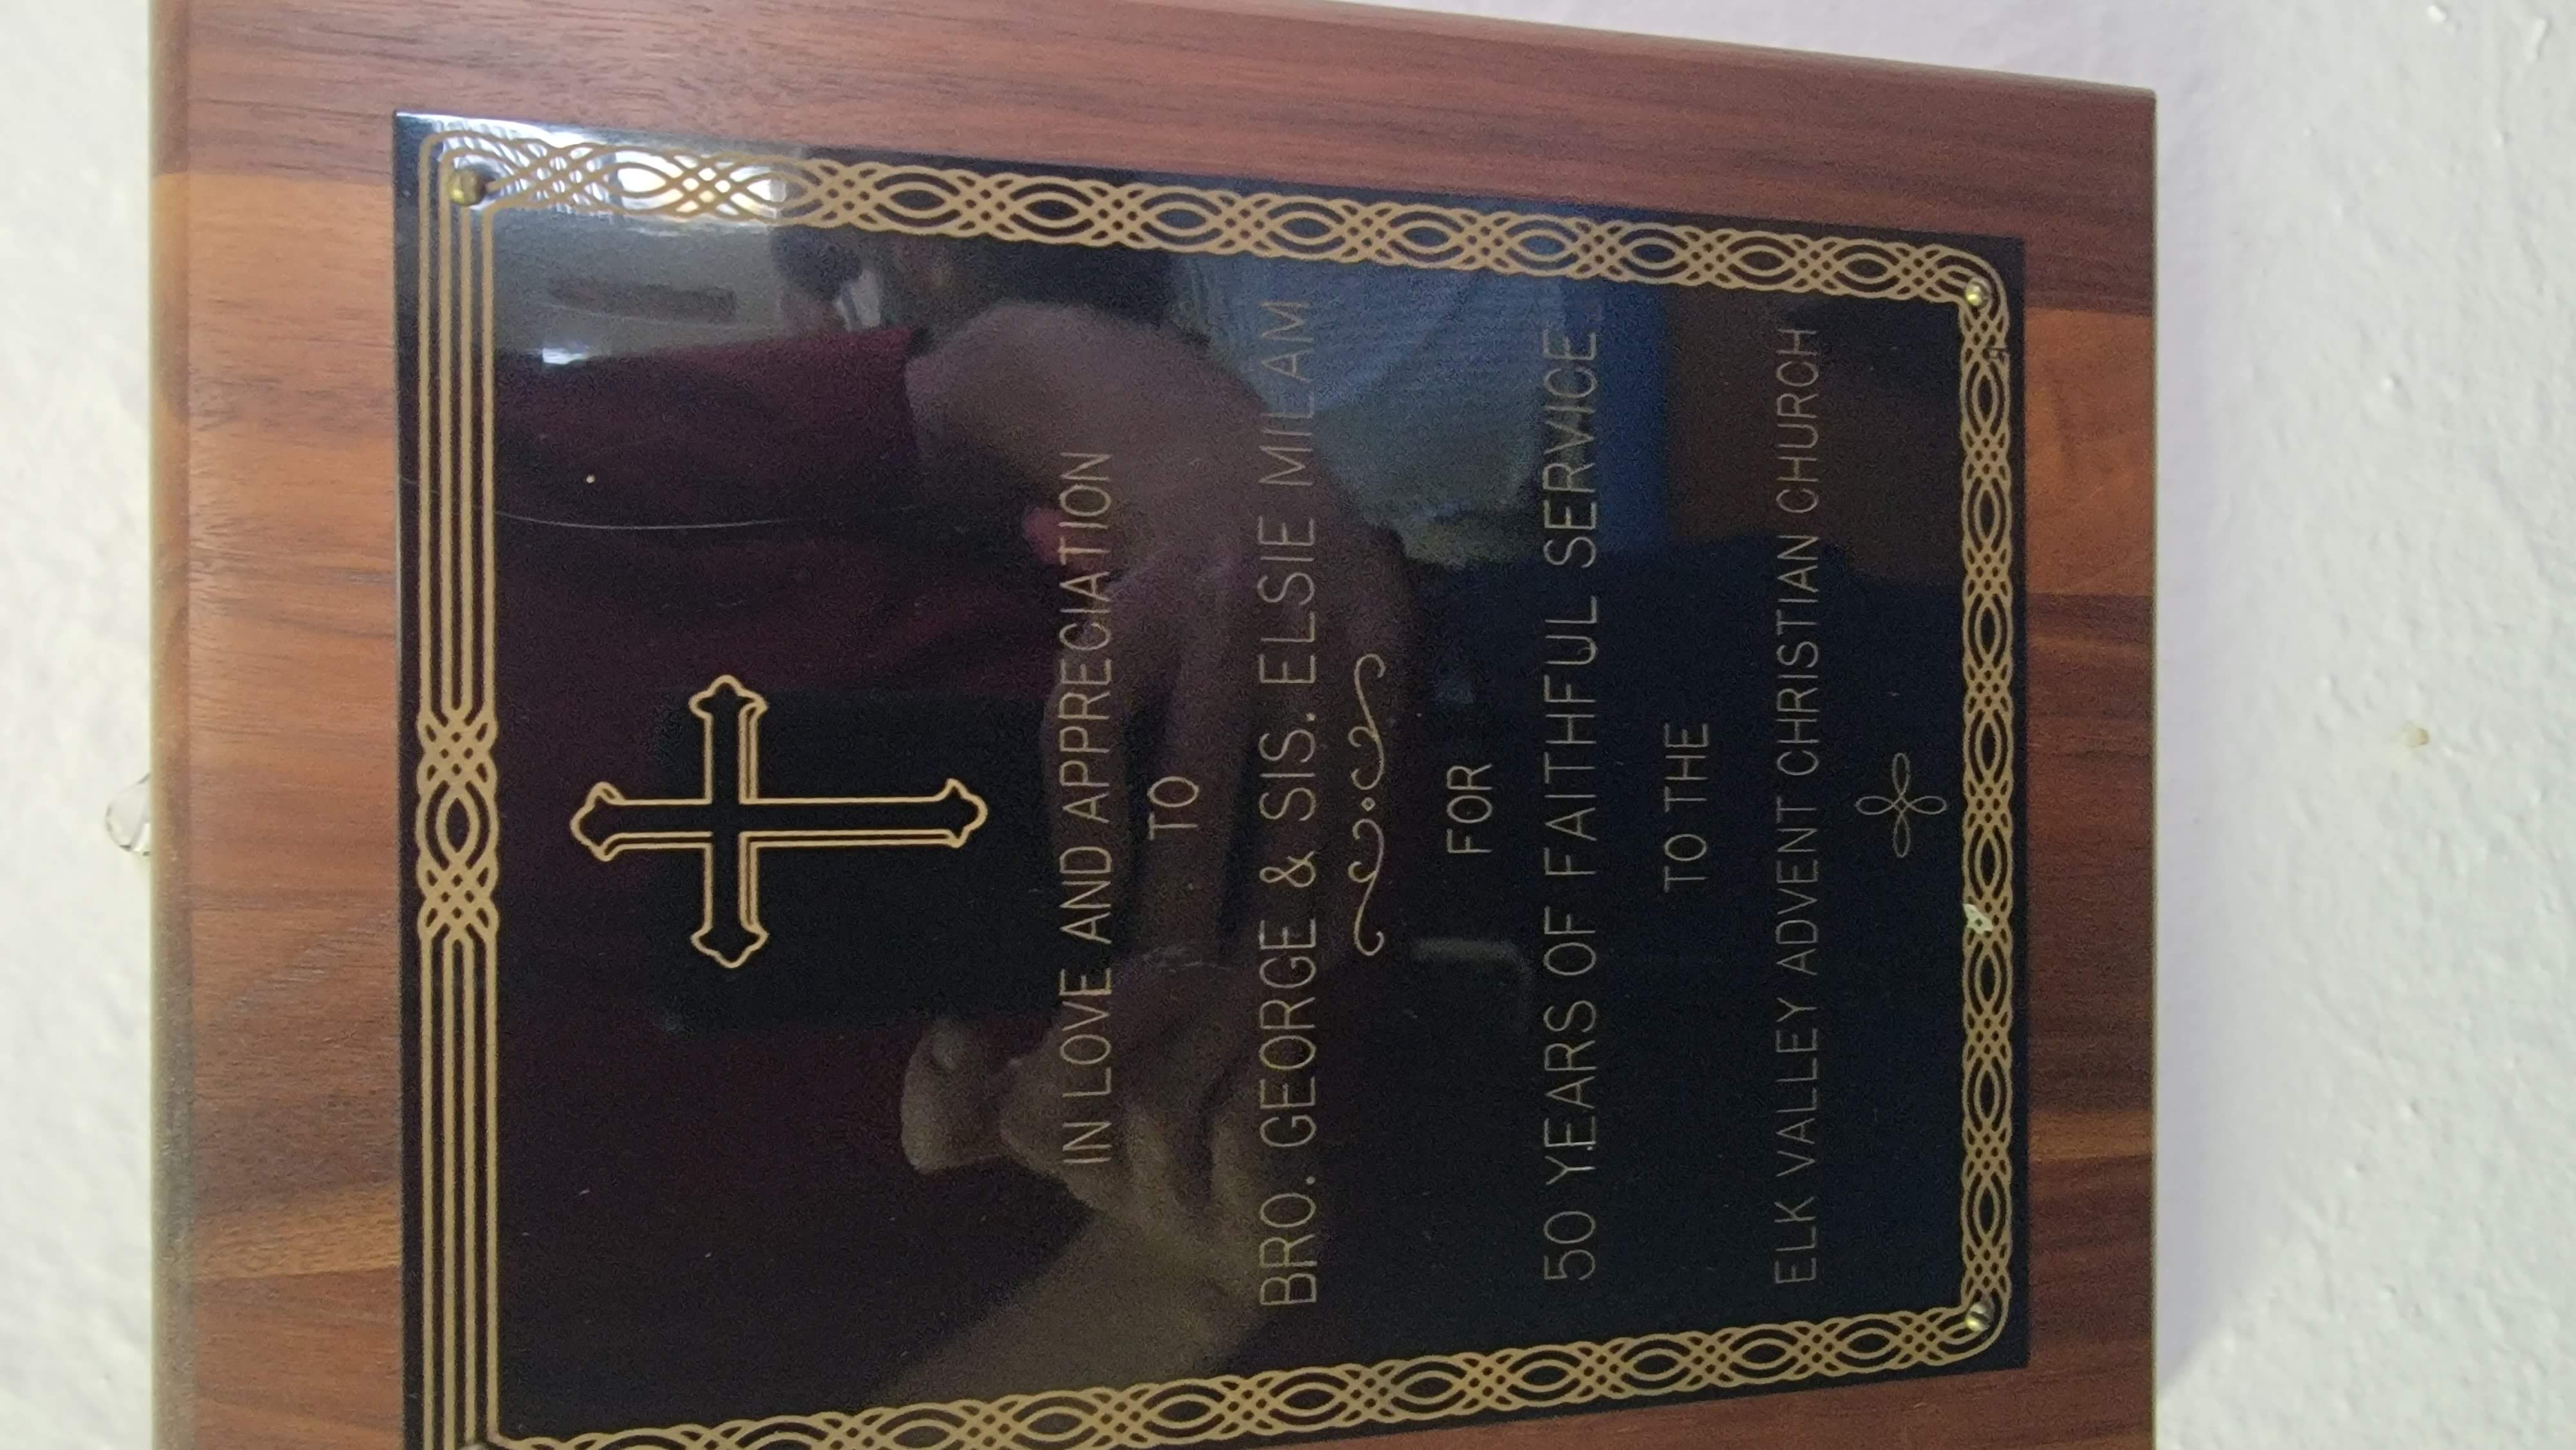 IN LOVE AND APPRECIATION
TO
BRO. GEORGE & SIS. ELSIE MILAM
FOR
50 YEARS OF FAITHFUL SERVICE
TO THE
ELK VALLEY ADVENT CHRISTIAN CHURCH